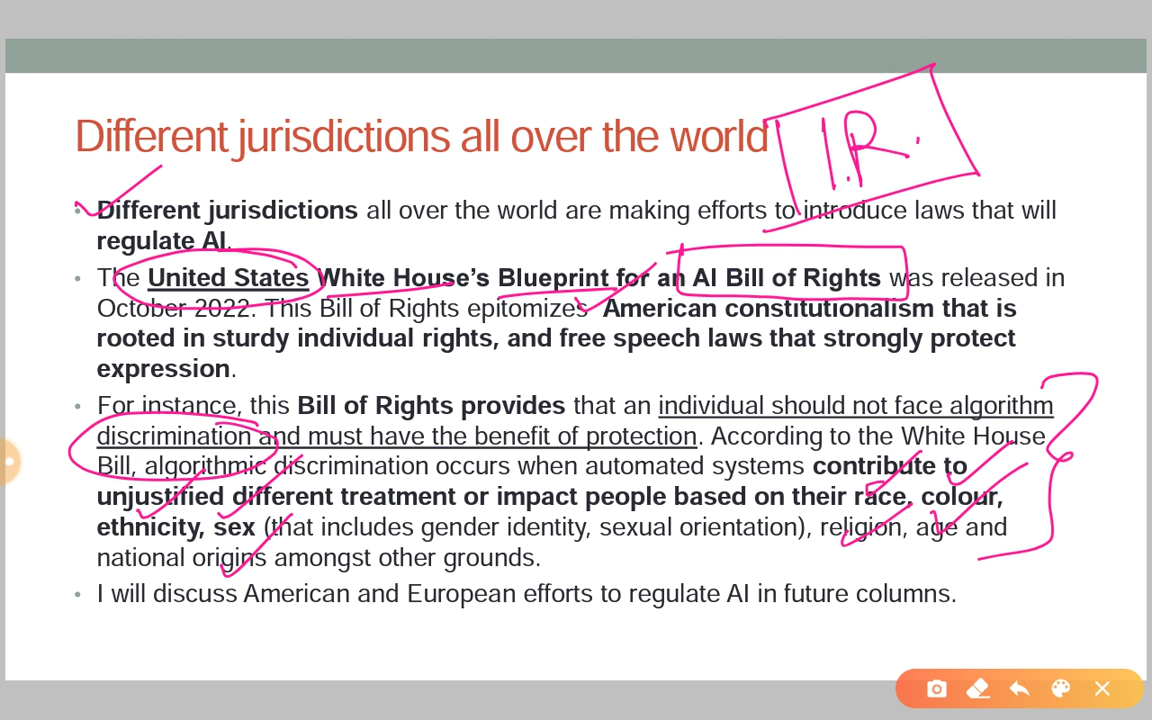 Different jurisdictions all over the world
I.R.
• Different jurisdictions all over the world are making efforts to introduce laws that will
regulate AI.
• The United States White House's Blueprint for an AI Bill of Rights was released in
October 2022. This Bill of Rights epitomizes American constitutionalism that is
rooted in sturdy individual rights, and free speech laws that strongly protect
expression.
• For instance, this Bill of Rights provides that an individual should not face algorithm
discrimination and must have the benefit of protection. According to the White House
Bill, algorithmic discrimination occurs when automated systems contribute to
unjustified different treatment or impact people based on their race, colour,
ethnicity, sex (that includes gender identity, sexual orientation), religion, age and
national origins amongst other grounds.
• I will discuss American and European efforts to regulate AI in future columns.